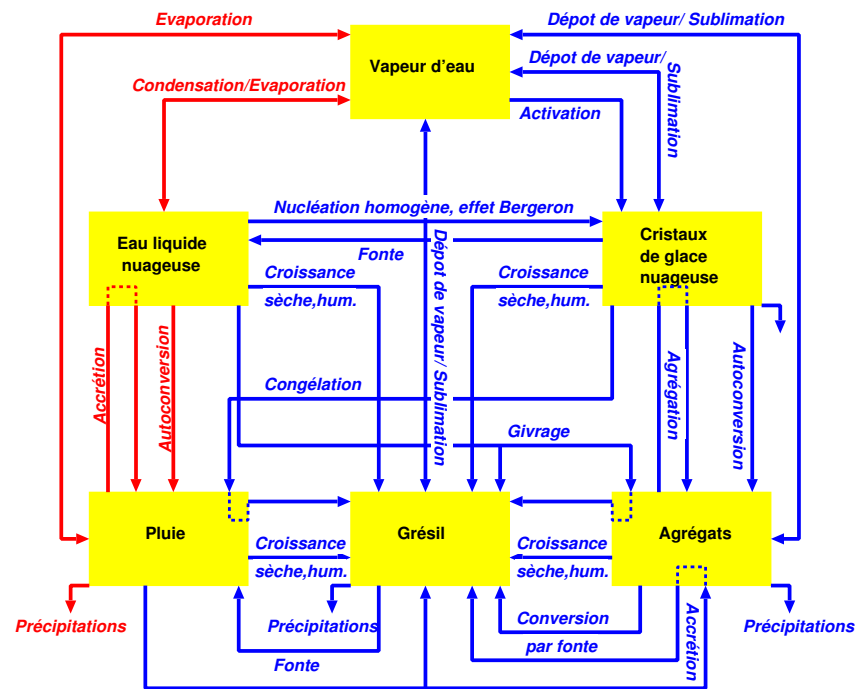 Evaporation
Dépot de vapeur/ Sublimation
Vapeur d'eau
Dépot de vapeur/
Sublimation
Condensation/Evaporation
Activation
Nucléation homogène, effet Bergeron
Eau liquide
nuageuse
Cristaux
de glace
nuageuse
Fonte
Croissance
sèche,hum.
Dépot de vapeur/ Sublimation
Croissance
sèche,hum.
Accrétion
Autoconversion
Congélation
Agrégation
Autoconversion
Givrage
Pluie
Grésil
Agrégats
Croissance
sèche,hum.
Croissance
sèche,hum.
Précipitations
Précipitations
Conversion
par fonte
Accrétion
Précipitations
Fonte